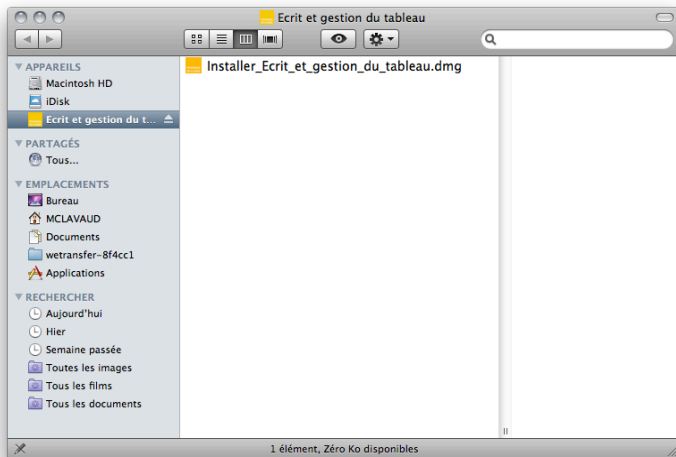 Ecrit et gestion du tableau
APPAREILS
Macintosh HD
iDisk
Ecrit et gestion du t...
PARTAGÉS
Tous...
EMPLACEMENTS
Bureau
MCLAVAUD
Documents
wetransfer-8f4cc1
Applications
RECHERCHER
Aujourd'hui
Hier
Semaine passée
Toutes les images
Tous les films
Tous les documents
Installer_Ecrit_et_gestion_du_tableau.dmg
1 élément, Zéro Ko disponibles